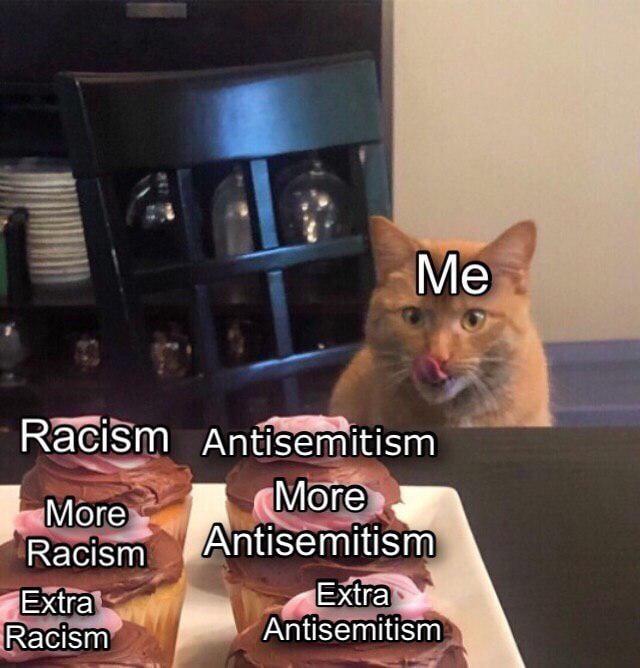 Me
Racism
Antisemitism
More
Racism
More
Antisemitism
Extra
Racism
Extra
Antisemitism